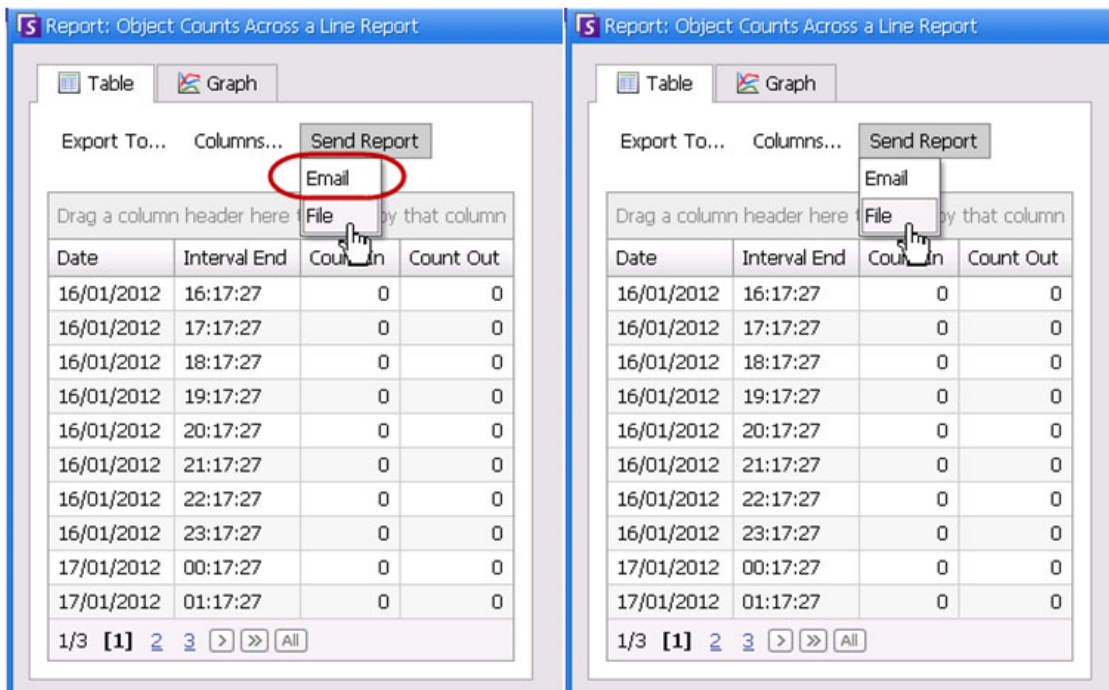 Report: Object Counts Across a Line Report
Table Graph
Export To... Columns... Send Report
Email
File
Drag a column header here by that column
Date Interval End Count In Count Out
16/01/2012 16:17:27 0 0
16/01/2012 17:17:27 0 0
16/01/2012 18:17:27 0 0
16/01/2012 19:17:27 0 0
16/01/2012 20:17:27 0 0
16/01/2012 21:17:27 0 0
16/01/2012 22:17:27 0 0
16/01/2012 23:17:27 0 0
17/01/2012 00:17:27 0 0
17/01/2012 01:17:27 0 0
1/3 [1] 2 3 > >> All
Report: Object Counts Across a Line Report
Table Graph
Export To... Columns... Send Report
Email
File
Drag a column header here by that column
Date Interval End Count In Count Out
16/01/2012 16:17:27 0 0
16/01/2012 17:17:27 0 0
16/01/2012 18:17:27 0 0
16/01/2012 19:17:27 0 0
16/01/2012 20:17:27 0 0
16/01/2012 21:17:27 0 0
16/01/2012 22:17:27 0 0
16/01/2012 23:17:27 0 0
17/01/2012 00:17:27 0 0
17/01/2012 01:17:27 0 0
1/3 [1] 2 3 > >> All